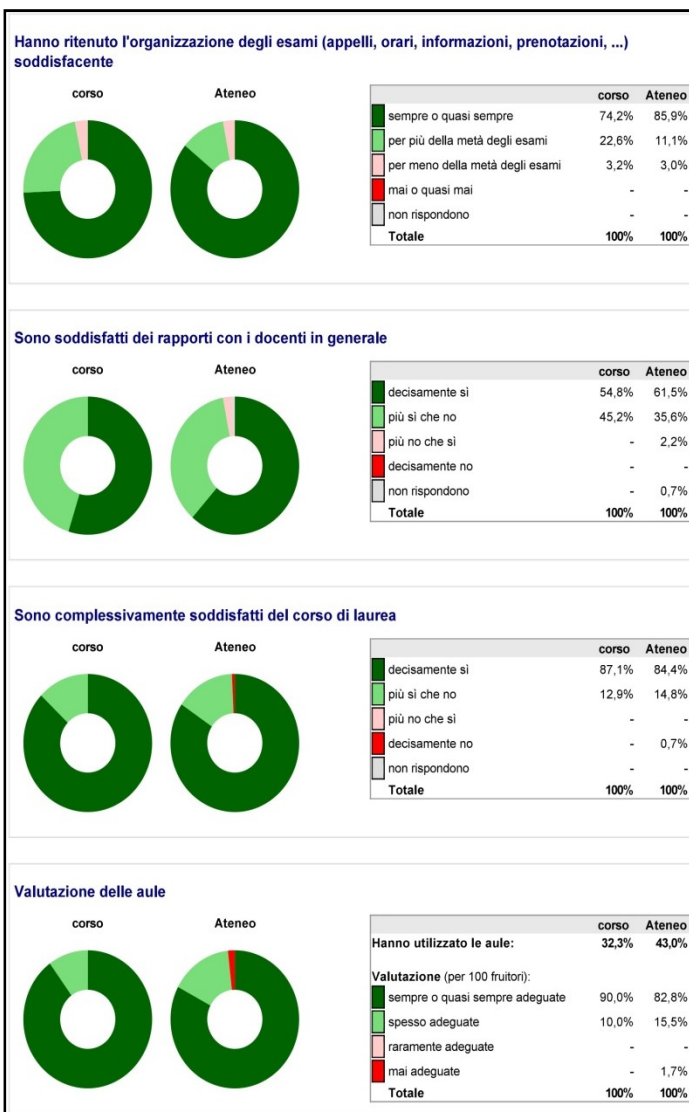 Hanno ritenuto l'organizzazione degli esami (appelli, orari, informazioni, prenotazioni, ...)
soddisfacente
corso Ateneo
corso Ateneo
sempre o quasi sempre 74,2% 85,9%
per più della metà degli esami 22,6% 11,1%
per meno della metà degli esami 3,2% 3,0%
mai o quasi mai - -
non rispondono - -
Totale 100% 100%
Sono soddisfatti dei rapporti con i docenti in generale
corso Ateneo
corso Ateneo
decisamente sì 54,8% 61,5%
più sì che no 45,2% 35,6%
più no che sì - 2,2%
decisamente no - -
non rispondono - 0,7%
Totale 100% 100%
Sono complessivamente soddisfatti del corso di laurea
corso Ateneo
corso Ateneo
decisamente sì 87,1% 84,4%
più sì che no 12,9% 14,8%
più no che sì - -
decisamente no - 0,7%
non rispondono - -
Totale 100% 100%
Valutazione delle aule
corso Ateneo
corso Ateneo
Hanno utilizzato le aule: 32,3% 43,0%
Valutazione (per 100 fruitori):
sempre o quasi sempre adeguate 90,0% 82,8%
spesso adeguate 10,0% 15,5%
raramente adeguate - -
mai adeguate - 1,7%
Totale 100% 100%